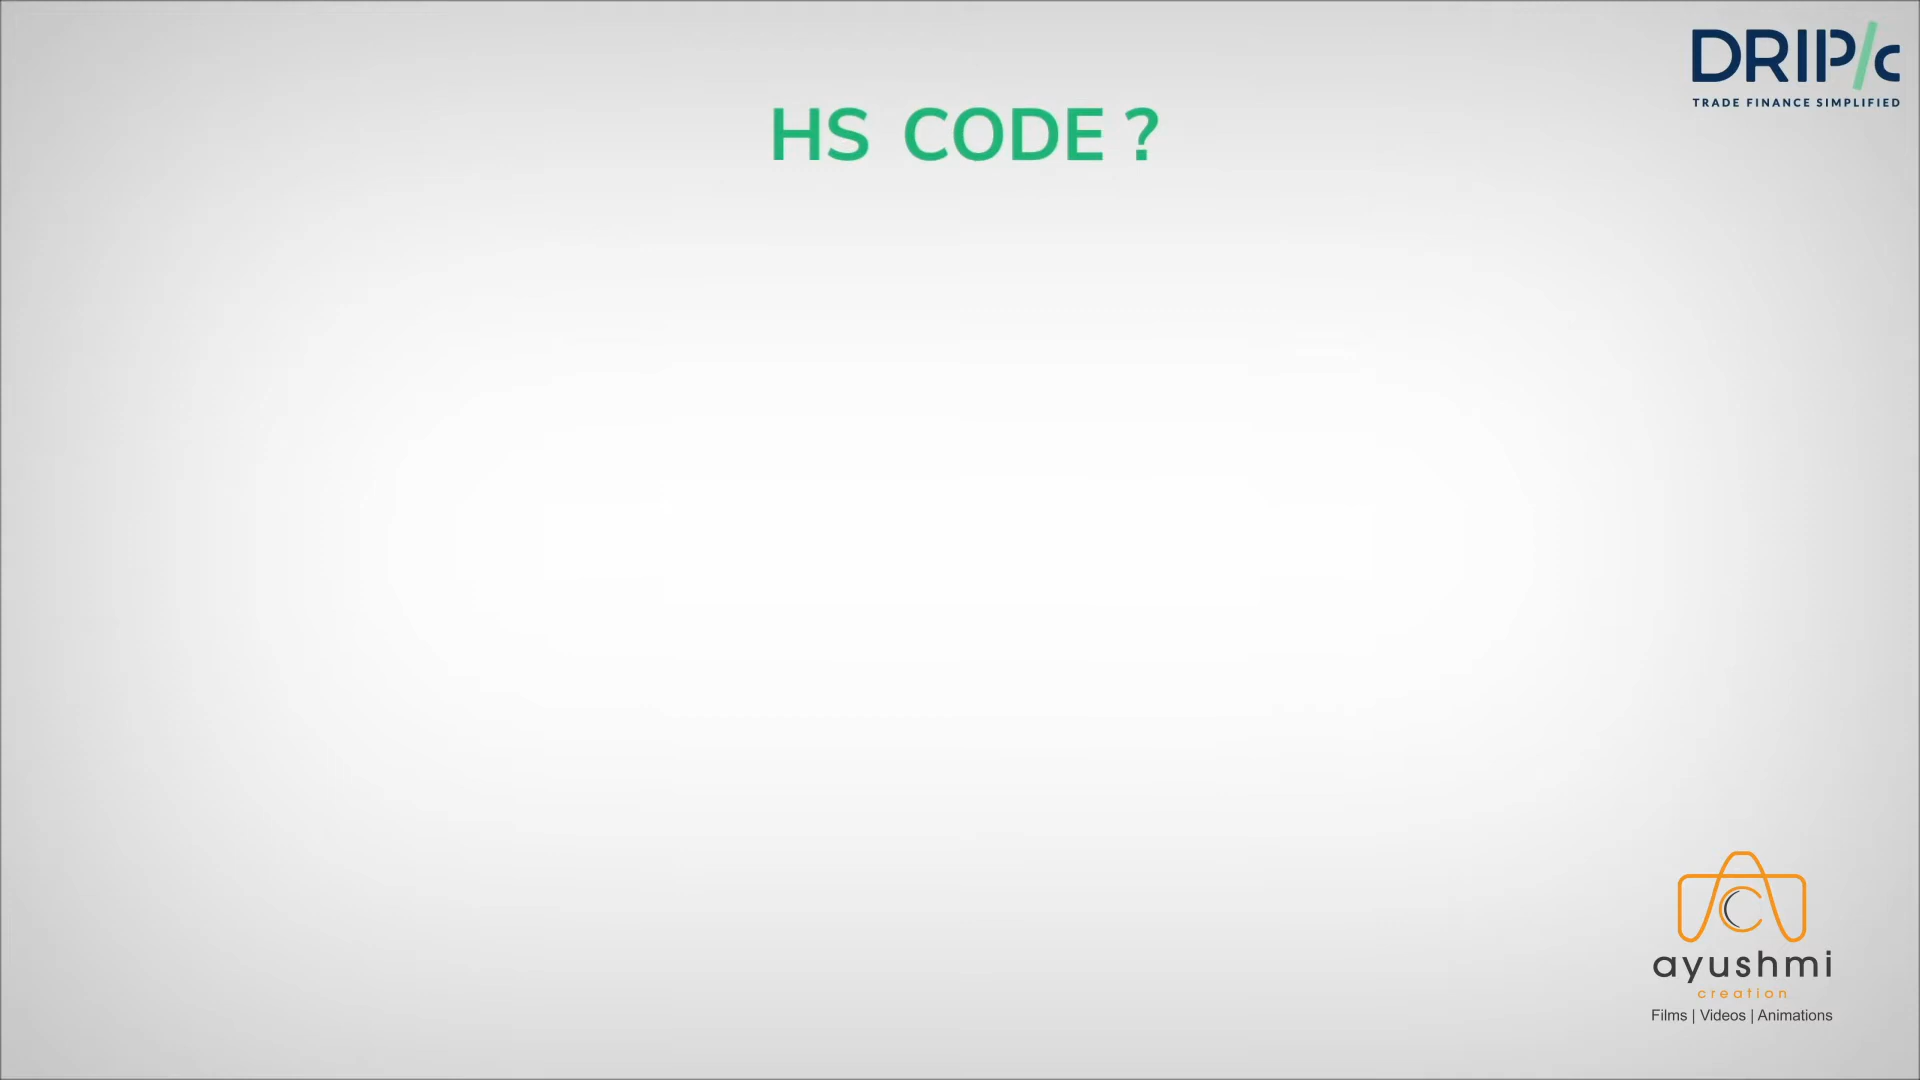 DRIP/c
TRADE FINANCE SIMPLIFIED
HS CODE ?
ayushmi
creation
Films | Videos | Animations